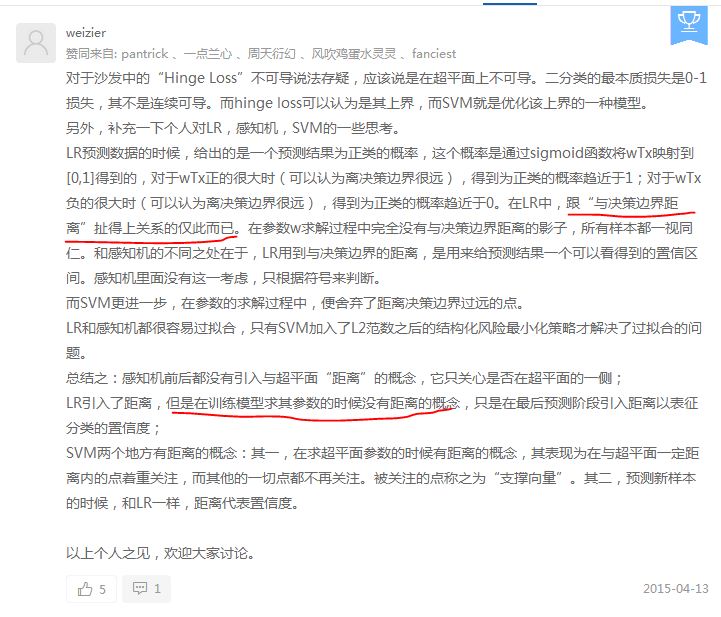 weizier
赞同来自: pantrick 、一点兰心 、周天衍幻 、风吹鸡蛋水灵灵 、fanciest
对于沙发中的“Hinge Loss”不可导说法存疑，应该说是在超平面上不可导。二分类的最本质损失是0-1
损失，其不是连续可导。而hinge loss可以认为是其上界，而SVM就是优化该上界的一种模型。
另外，补充一下个人对LR，感知机，SVM的一些思考。
LR预测数据的时候，给出的是一个预测结果为正类的概率，这个概率是通过sigmoid函数将wTx映射到
[0,1]得到的，对于wTx正的很大时（可以认为离决策边界很远），得到为正类的概率趋近于1；对于wTx
负的很大时（可以认为离决策边界很远），得到为正类的概率趋近于0。在LR中，跟“与决策边界距
离”扯得上关系的仅此而已。在参数w求解过程中完全没有与决策边界距离的影子，所有样本都一视同
仁。和感知机的不同之处在于，LR用到与决策边界的距离，是用来给预测结果一个可以看得到的置信区
间。感知机里面没有这一考虑，只根据符号来判断。
而SVM更进一步，在参数的求解过程中，便舍弃了距离决策边界过远的点。
LR和感知机都很容易过拟合，只有SVM加入了L2范数之后的结构化风险最小化策略才解决了过拟合的问
题。
总结之：感知机前后都没有引入与超平面“距离”的概念，它只关心是否在超平面的一侧；
LR引入了距离，但是在训练模型求其参数的时候没有距离的概念，只是在最后预测阶段引入距离以表征
分类的置信度；
SVM两个地方有距离的概念：其一，在求超平面参数的时候有距离的概念，其表现为在与超平面一定距
离内的点着重关注，而其他的一切点都不再关注。被关注的点称之为“支撑向量”。其二，预测新样本
的时候，和LR一样，距离代表置信度。
以上个人之见，欢迎大家讨论。
5 1 2015-04-13